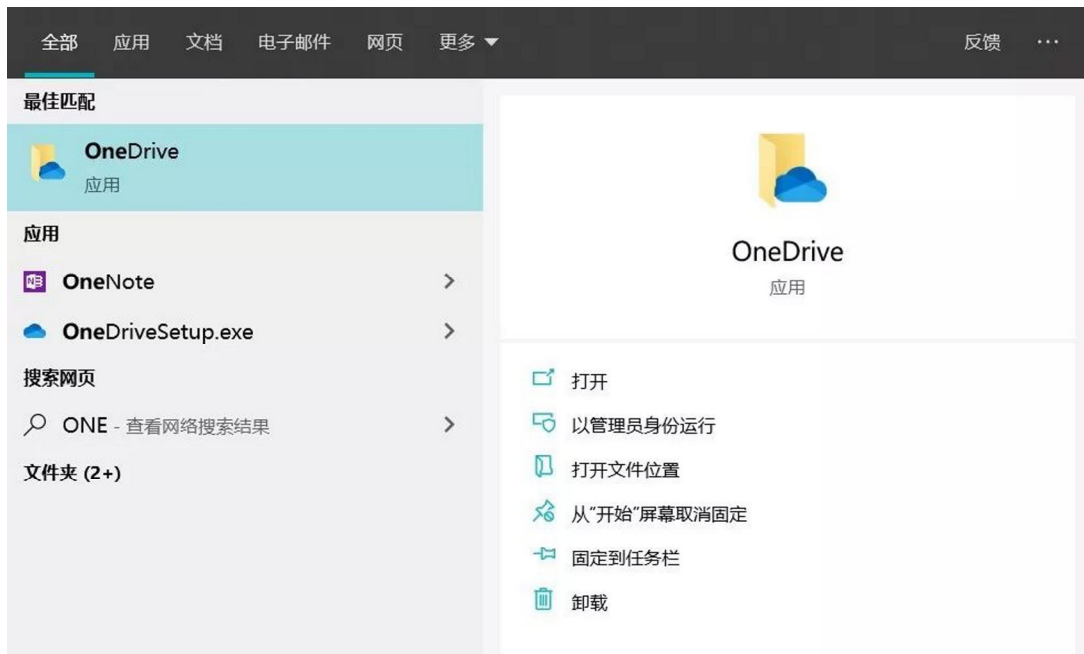 全部 应用 文档 电子邮件 网页 更多 反馈 ···
最佳匹配
OneDrive
应用
应用
OneNote
OneDriveSetup.exe
搜索网页
ONE - 查看网络搜索结果
文件夹 (2+)
OneDrive
应用
打开
以管理员身份运行
打开文件位置
从"开始"屏幕取消固定
固定到任务栏
卸载